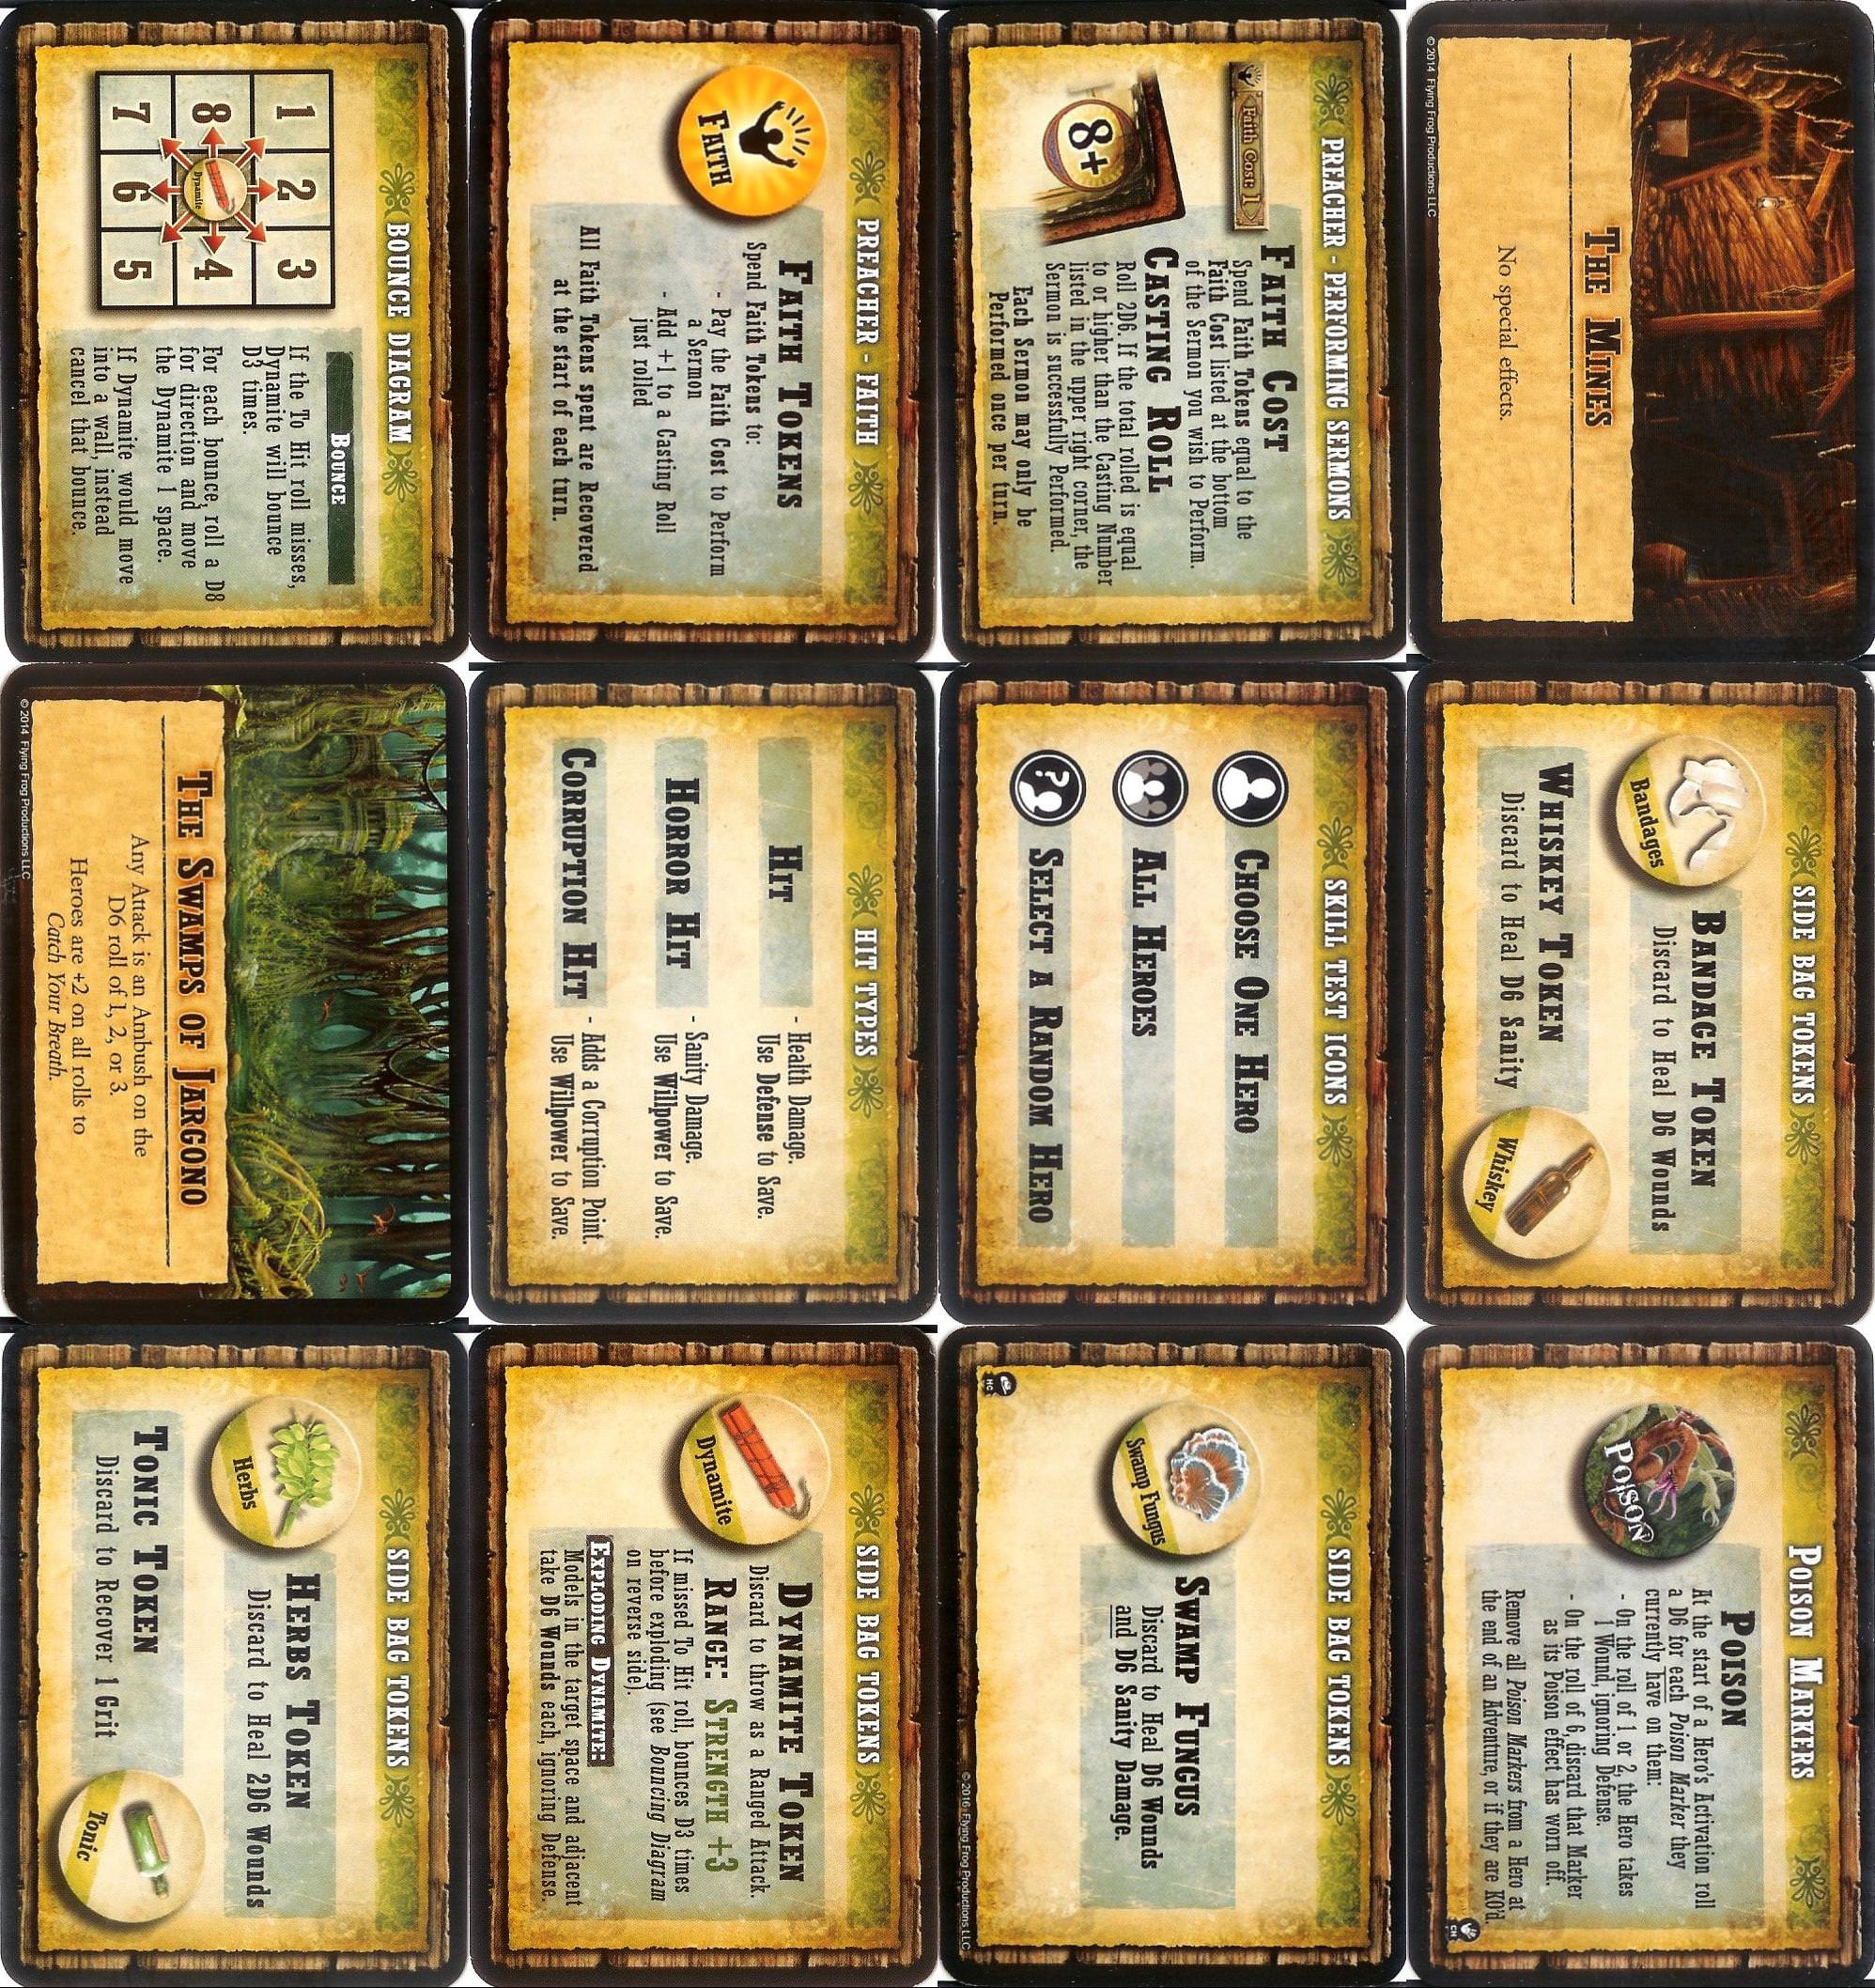 THE MINES
No special effects.
© 2014 Flying Frog Productions LLC
SIDE BAG TOKENS
Bandages
BANDAGE TOKEN
Discard to Heal D6 Wounds
WHISKEY TOKEN
Discard to Heal D6 Sanity
Whiskey
POISON MARKERS
POISON
POISON
At the start of a Hero's Activation roll
a D6 for each Poison Marker they
currently have on them:
- On the roll of 1 or 2, the Hero takes
1 Wound, ignoring Defense.
- On the roll of 6, discard that Marker
as its Poison effect has worn off.
Remove all Poison Markers from a Hero at
the end of an Adventure, or if they are KO'd.
CH
PREACHER - PERFORMING SERMONS
Faith Cost: 1
8+
FAITH COST
Spend Faith Tokens equal to the
Faith Cost listed at the bottom
of the Sermon you wish to Perform.
CASTING ROLL
Roll 2D6. If the total rolled is equal
to or higher than the Casting Number
listed in the upper right corner, the
Sermon is successfully Performed.
Each Sermon may only be
Performed once per turn.
SKILL TEST ICONS
CHOOSE ONE HERO
ALL HEROES
?
SELECT A RANDOM HERO
SIDE BAG TOKENS
Swamp Fungus
SWAMP FUNGUS
Discard to Heal D6 Wounds
and D6 Sanity Damage.
HC
© 2016 Flying Frog Productions LLC
PREACHER - FAITH
FAITH
FAITH TOKENS
Spend Faith Tokens to:
- Pay the Faith Cost to Perform
a Sermon
- Add +1 to a Casting Roll
just rolled
All Faith Tokens spent are Recovered
at the start of each turn.
HIT TYPES
HIT
- Health Damage.
Use Defense to Save.
HORROR HIT
- Sanity Damage.
Use Willpower to Save.
CORRUPTION HIT
- Adds a Corruption Point.
Use Willpower to Save.
SIDE BAG TOKENS
Dynamite
DYNAMITE TOKEN
Discard to throw as a Ranged Attack.
RANGE: STRENGTH +3
If missed To Hit roll, bounces D3 times
before exploding (see Bouncing Diagram
on reverse side).
EXPLODING DYNAMITE:
Models in the target space and adjacent
take D6 Wounds each, ignoring Defense.
BOUNCE DIAGRAM
1 2 3
8 Dynamite 4
7 6 5
BOUNCE
If the To Hit roll misses,
Dynamite will bounce
D3 times.
For each bounce, roll a D8
for direction and move
the Dynamite 1 space.
If Dynamite would move
into a wall, instead
cancel that bounce.
THE SWAMPS OF JARGONO
Any Attack is an Ambush on the
D6 roll of 1, 2, or 3.
Heroes are +2 on all rolls to
Catch Your Breath.
© 2014 Flying Frog Productions LLC
SIDE BAG TOKENS
Herbs
HERBS TOKEN
Discard to Heal 2D6 Wounds
TONIC TOKEN
Discard to Recover 1 Grit
Tonic